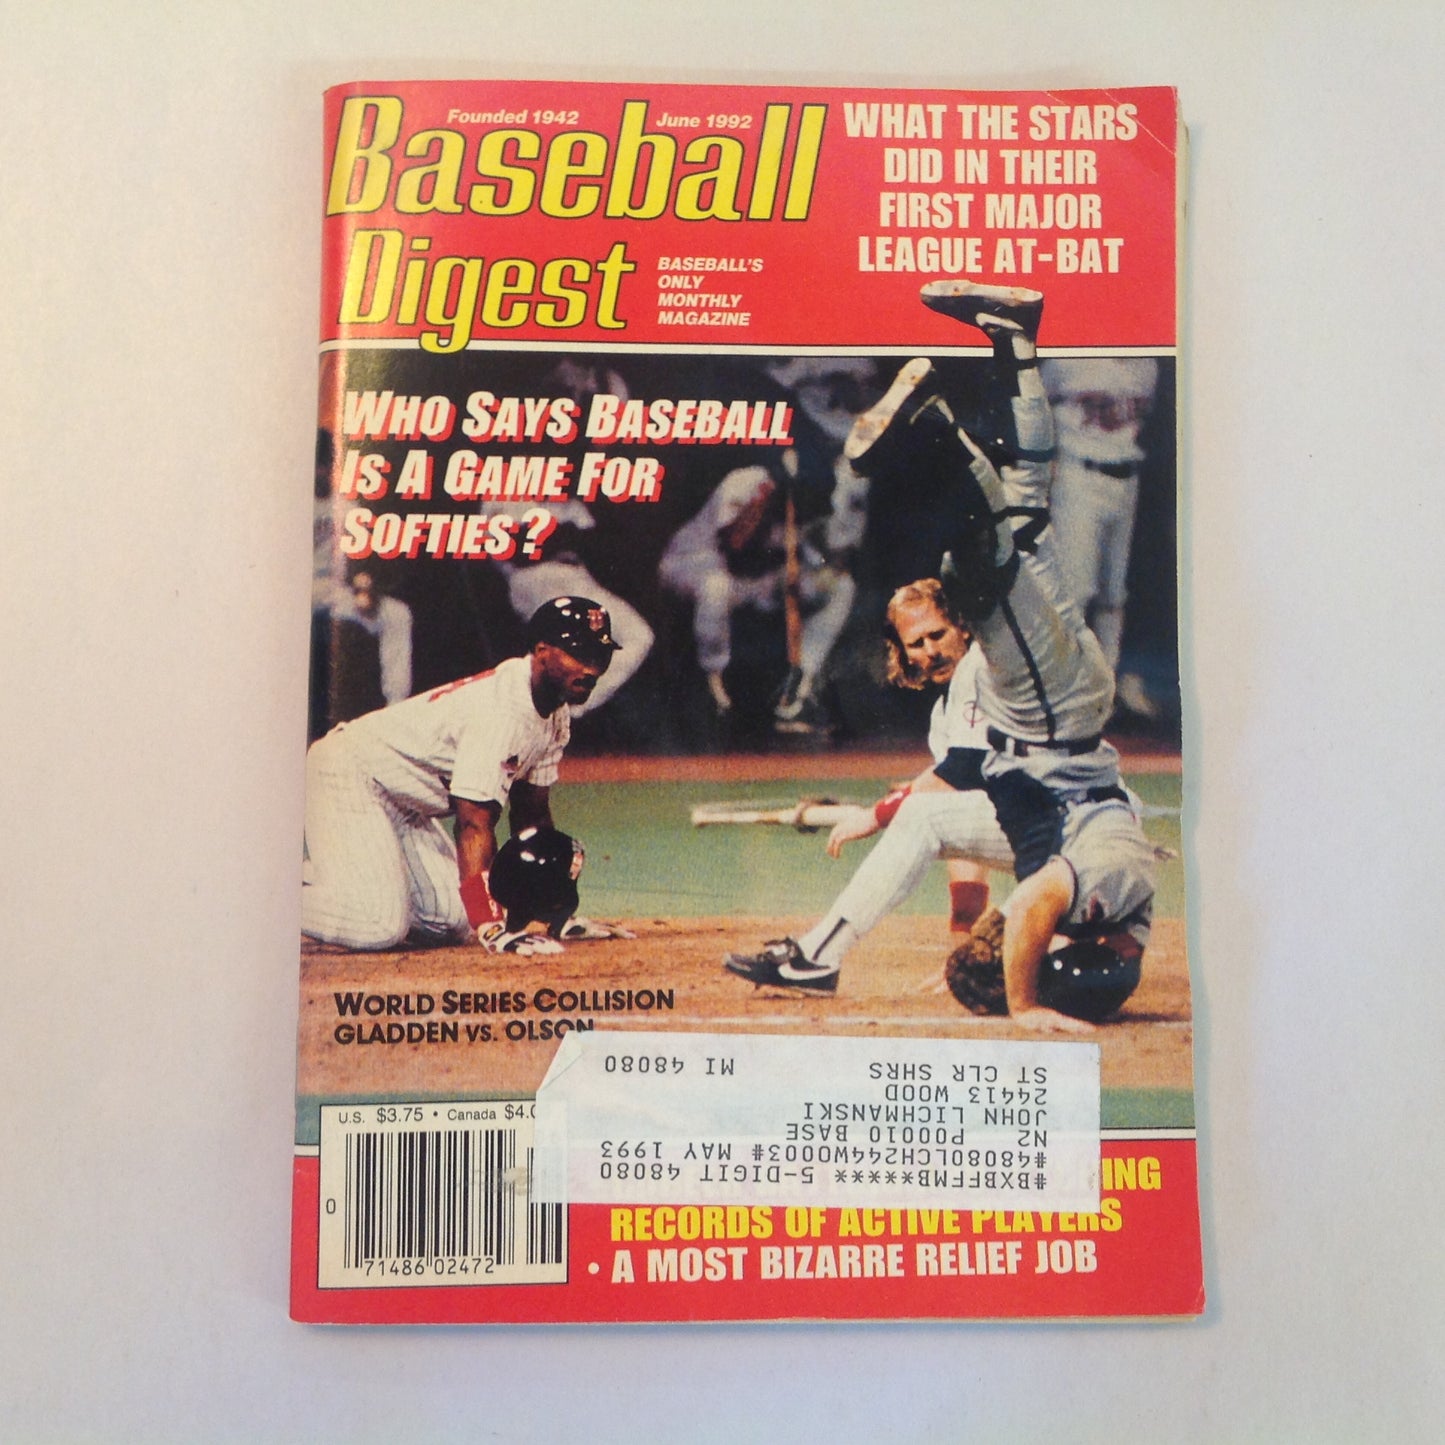 Founded 1942
June 1992
Baseball
Digest
BASEBALL'S
ONLY
MONTHLY
MAGAZINE
WHAT THE STARS
DID IN THEIR
FIRST MAJOR
LEAGUE AT-BAT
WHO SAYS BASEBALL
IS A GAME FOR
SOFTIES?
WORLD SERIES COLLISION
GLADDEN VS. OLSON
U.S. $3.75 • Canada
0
71486 02472
#BXBFFMB***** 5-DIGIT 48080
#48080LCH244W0003# MAY 1993
N2 P00010 BASE
JOHN LICHMANSKI
24413 WOOD
ST CLR SHRS MI 48080
RECORDS OF ACTIVE PLAYERS
• A MOST BIZARRE RELIEF JOB